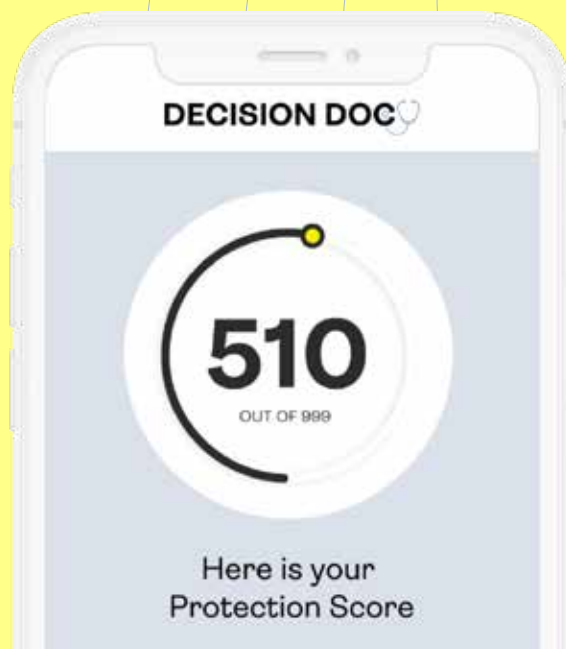 DECISION DOC
510
OUT OF 999
Here is your
Protection Score